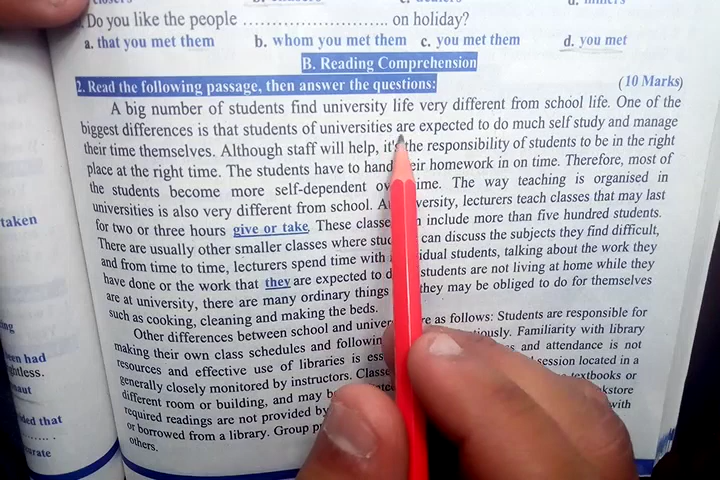 Do you like the people ........................ on holiday?
a. that you met them b. whom you met them c. you met them d. you met
B. Reading Comprehension
2. Read the following passage, then answer the questions: (10 Marks)
A big number of students find university life very different from school life. One of the
biggest differences is that students of universities are expected to do much self study and manage
their time themselves. Although staff will help, it's the responsibility of students to be in the right
place at the right time. The students have to hand their homework in on time. Therefore, most of
the students become more self-dependent ov ime. The way teaching is organised in
universities is also very different from school. A versity, lecturers teach classes that may last
for two or three hours give or take. These clas include more than five hundred students.
There are usually other smaller classes where stu can discuss the subjects they find difficult,
and from time to time, lecturers spend time with idual students, talking about the work they
have done or the work that they are expected to d students are not living at home while they
are at university, there are many ordinary things they may be obliged to do for themselves
such as cooking, cleaning and making the beds.
Other differences between school and univer re as follows: Students are responsible for
making their own class schedules and followin iously. Familiarity with library
resources and effective use of libraries is ess s and attendance is not
generally closely monitored by instructors. Classe session located in a
different room or building, and may b textbooks or
required readings are not provided by kstore
or borrowed from a library. Group p with
others.
taken
ing
een had
ghtless.
naut
ided that
urate